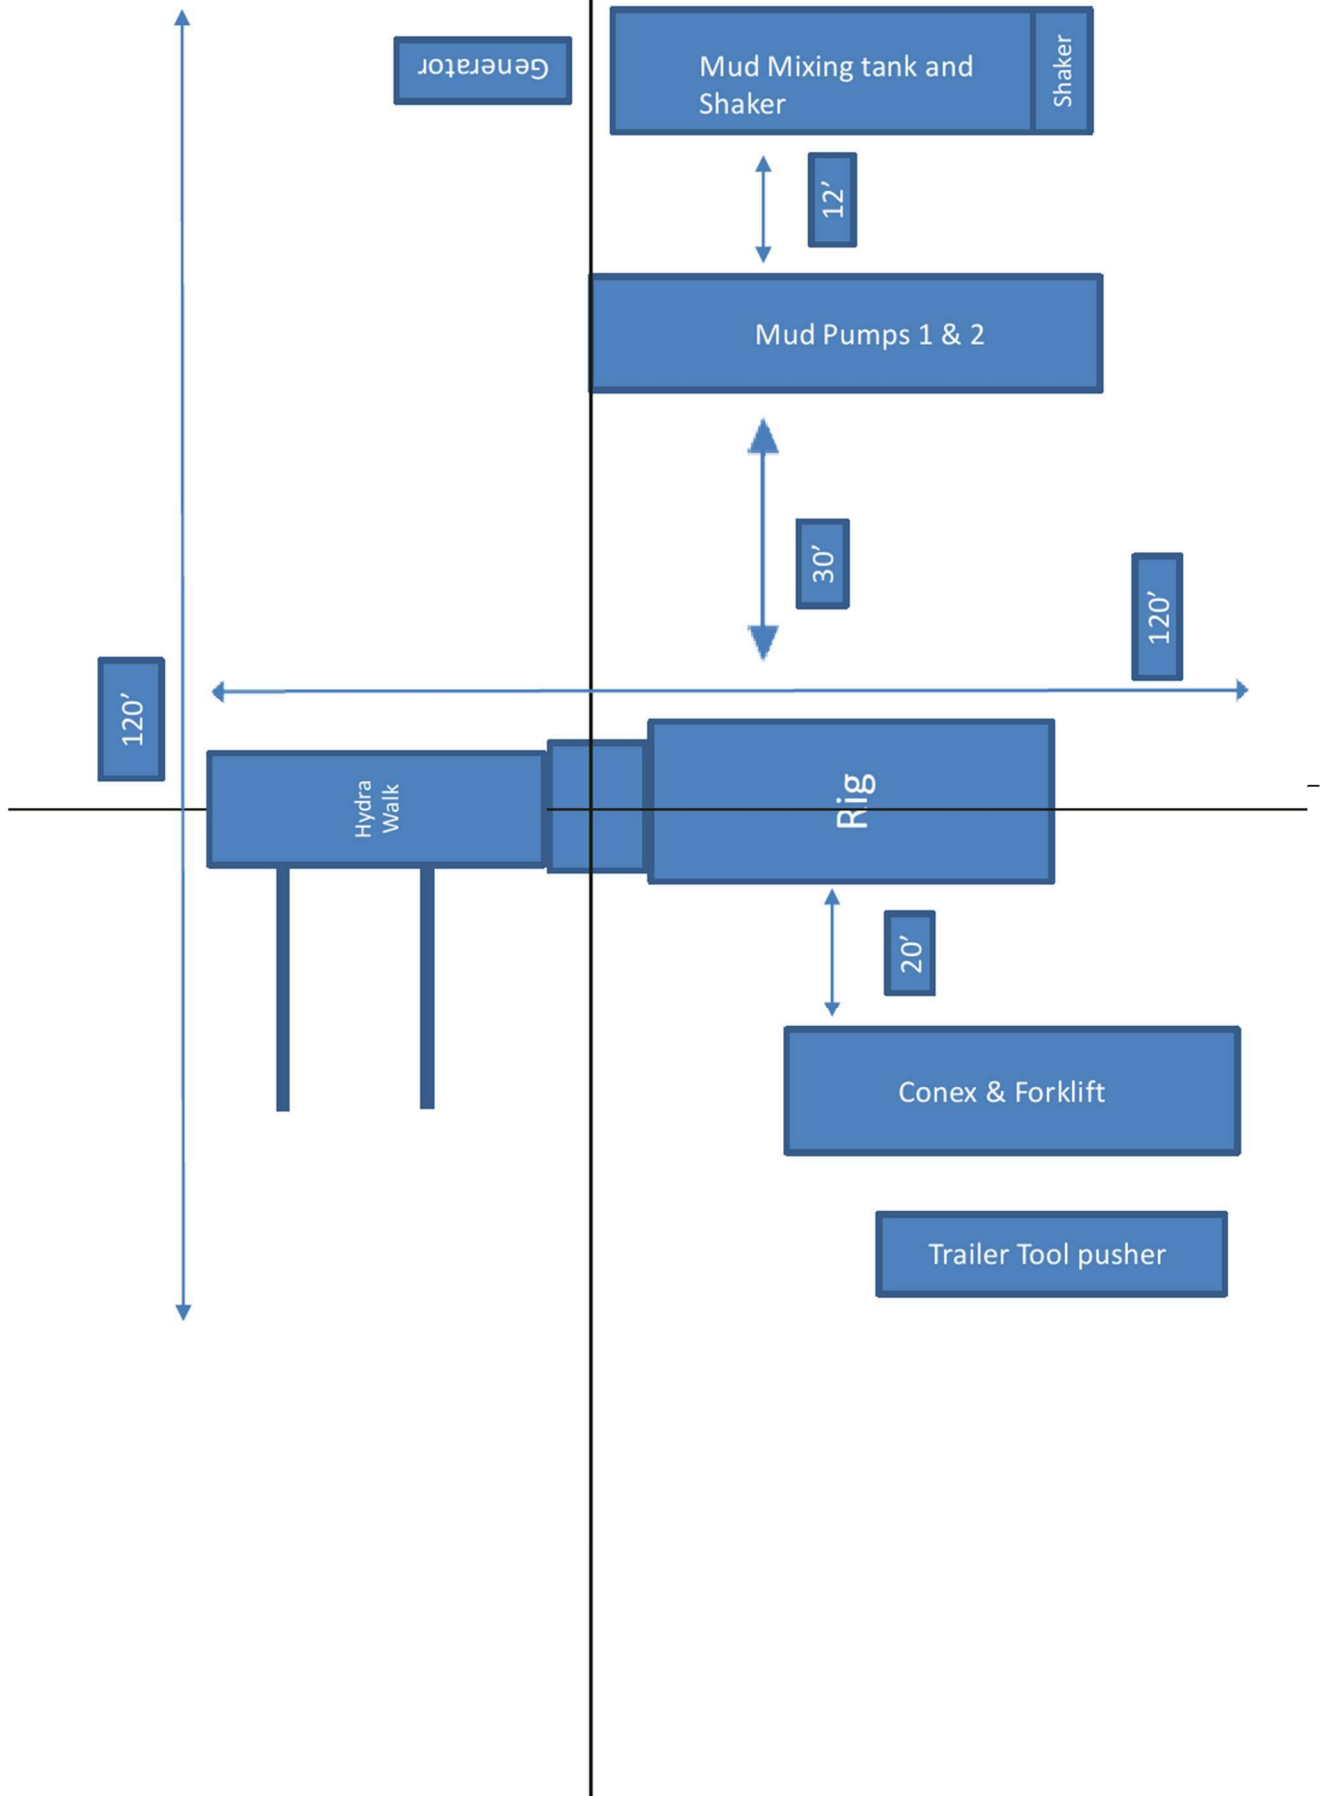 Generator
Mud Mixing tank and
Shaker
Shaker
12’
Mud Pumps 1 & 2
30’
120’
120’
Hydra
Walk
Rig
20’
Conex & Forklift
Trailer Tool pusher